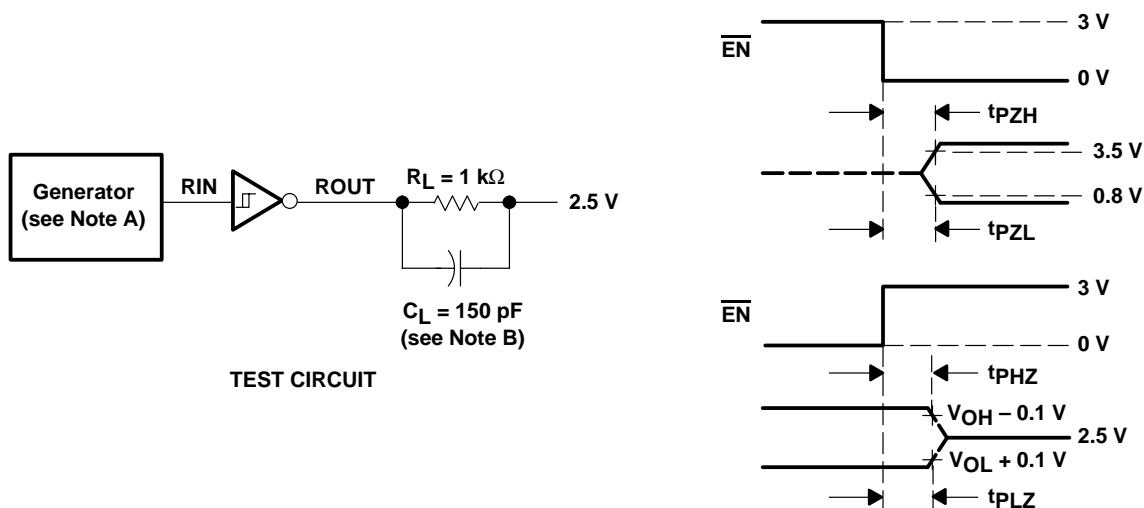 Generator
(see Note A)
RIN
ROUT
RL = 1 kΩ
2.5 V
CL = 150 pF
(see Note B)
TEST CIRCUIT
EN
3 V
0 V
tPZH
3.5 V
0.8 V
tPZL
EN
3 V
0 V
tPHZ
VOH – 0.1 V
2.5 V
VOL + 0.1 V
tPLZ